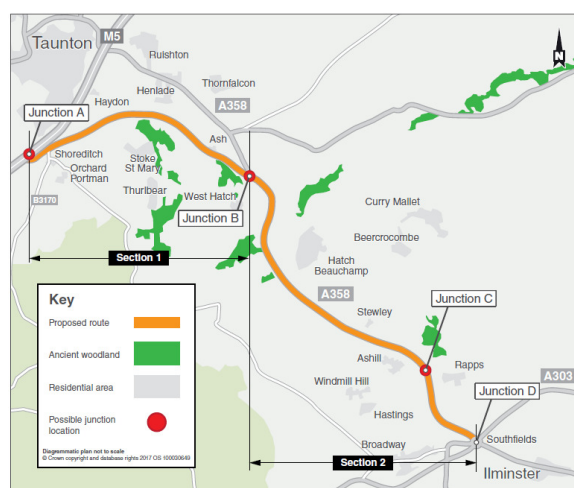 Taunton
M5
Ruishton
N
Henlade
Thornfalcon
Haydon
A358
Junction A
Ash
Shoreditch
Stoke
St Mary
Orchard
Portman
Thurlbear
West Hatch
B3170
Junction B
Curry Mallet
Beercrocombe
Section 1
Hatch
Beauchamp
A358
Junction C
Stewley
Key
Proposed route
Ancient woodland
Residential area
Possible junction
location
Diagrammatic plan not to scale
© Crown copyright and database rights 2017 OS 100030649
Ashill
Rapps
A303
Windmill Hill
Junction D
Hastings
Broadway
Southfields
Section 2
Ilminster